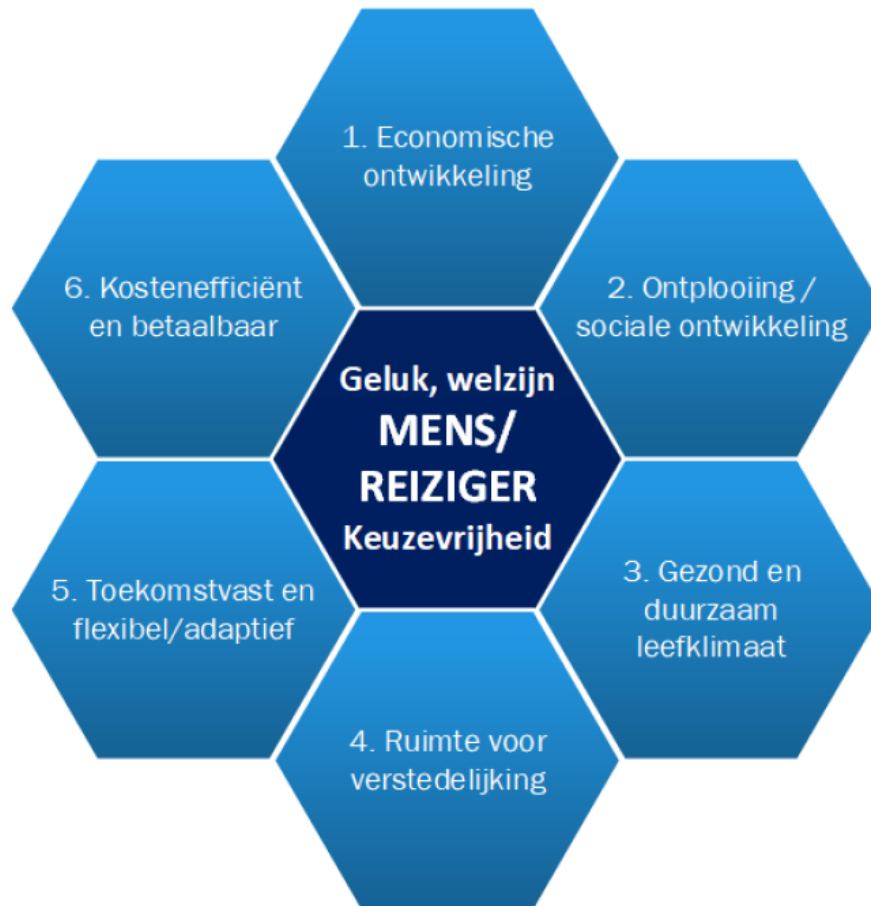 1. Economische
ontwikkeling
2. Ontplooiing /
sociale ontwikkeling
3. Gezond en
duurzaam
leefklimaat
4. Ruimte voor
verstedelijking
5. Toekomstvast en
flexibel/adaptief
6. Kostenefficiënt
en betaalbaar
Geluk, welzijn
MENS/
REIZIGER
Keuzevrijheid